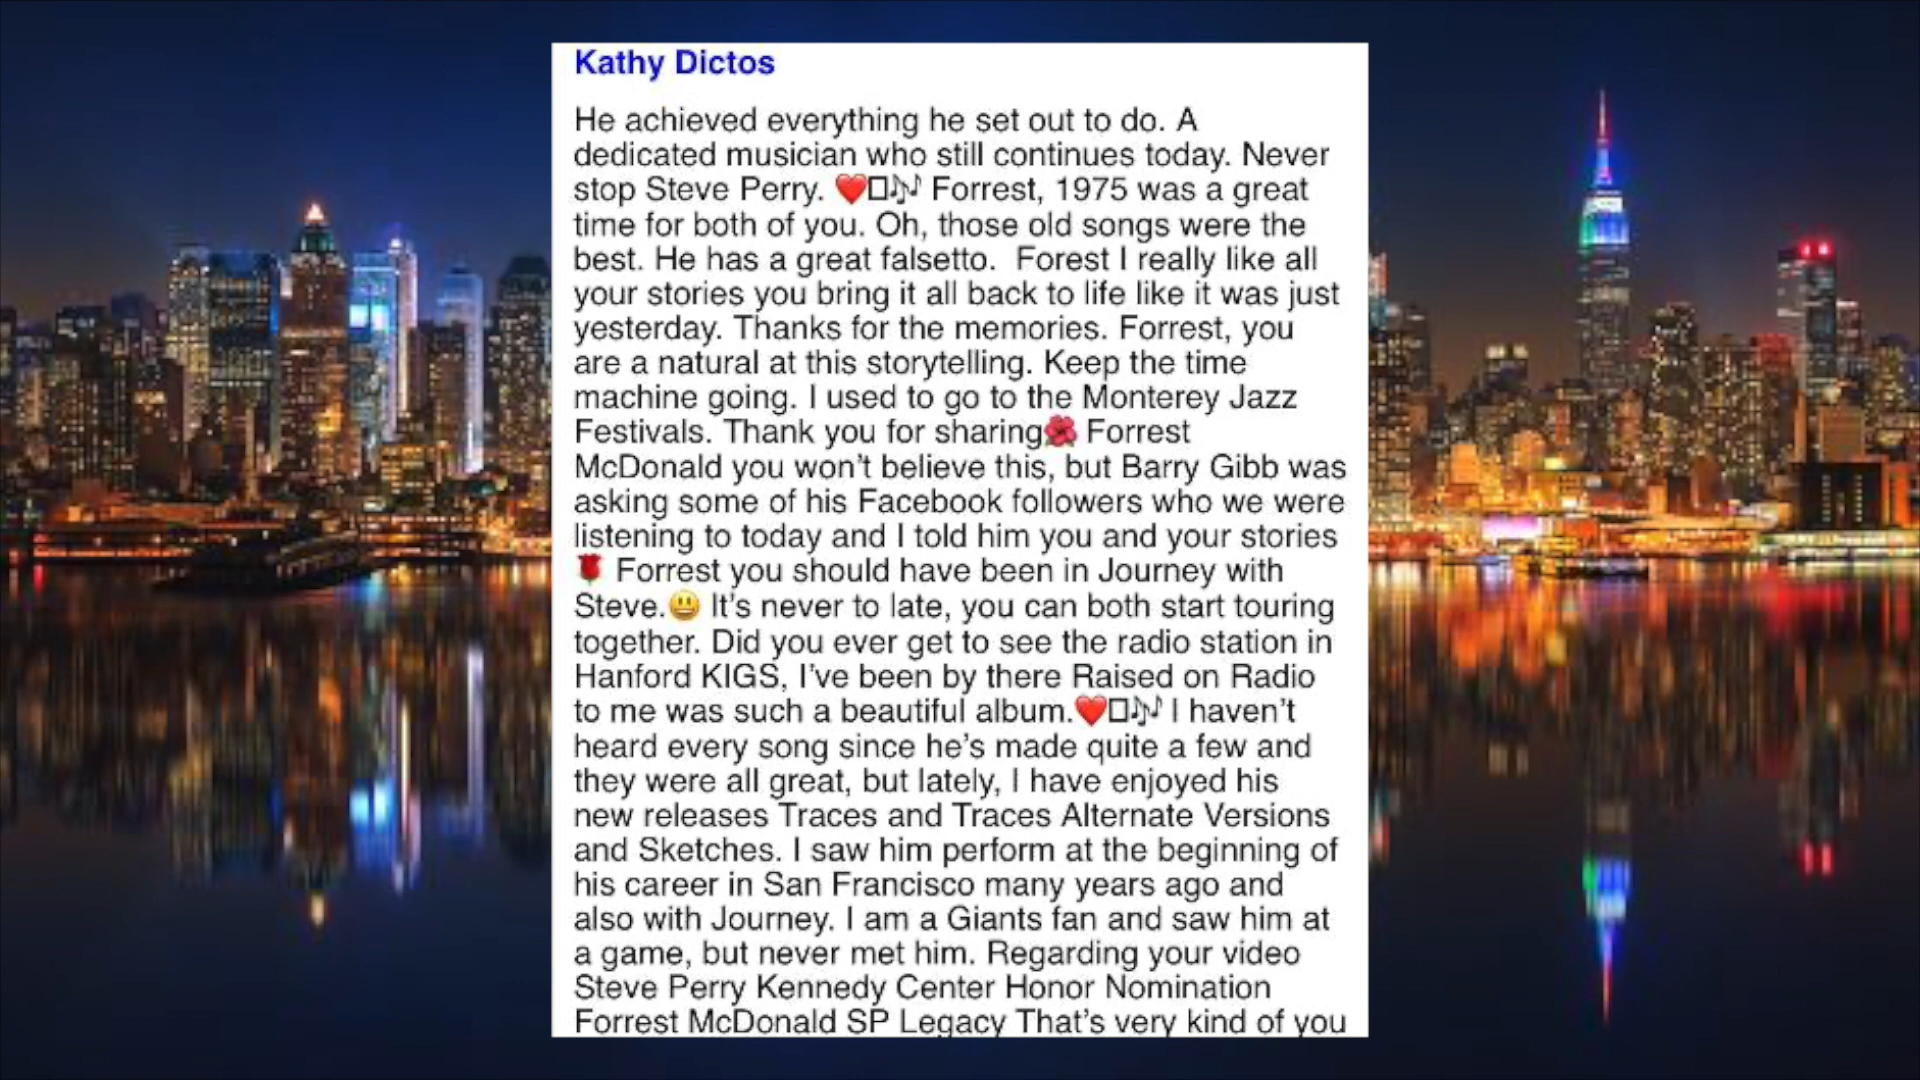 Kathy Dictos
He achieved everything he set out to do. A
dedicated musician who still continues today. Never
stop Steve Perry. ❤️□🎶 Forrest, 1975 was a great
time for both of you. Oh, those old songs were the
best. He has a great falsetto.  Forest I really like all
your stories you bring it all back to life like it was just
yesterday. Thanks for the memories. Forrest, you
are a natural at this storytelling. Keep the time
machine going. I used to go to the Monterey Jazz
Festivals. Thank you for sharing🌺 Forrest
McDonald you won’t believe this, but Barry Gibb was
asking some of his Facebook followers who we were
listening to today and I told him you and your stories
🌹 Forrest you should have been in Journey with
Steve.😃 It’s never to late, you can both start touring
together. Did you ever get to see the radio station in
Hanford KIGS, I’ve been by there Raised on Radio
to me was such a beautiful album.❤️□🎶 I haven’t
heard every song since he’s made quite a few and
they were all great, but lately, I have enjoyed his
new releases Traces and Traces Alternate Versions
and Sketches. I saw him perform at the beginning of
his career in San Francisco many years ago and
also with Journey. I am a Giants fan and saw him at
a game, but never met him. Regarding your video
Steve Perry Kennedy Center Honor Nomination
Forrest McDonald SP Legacy That’s very kind of you